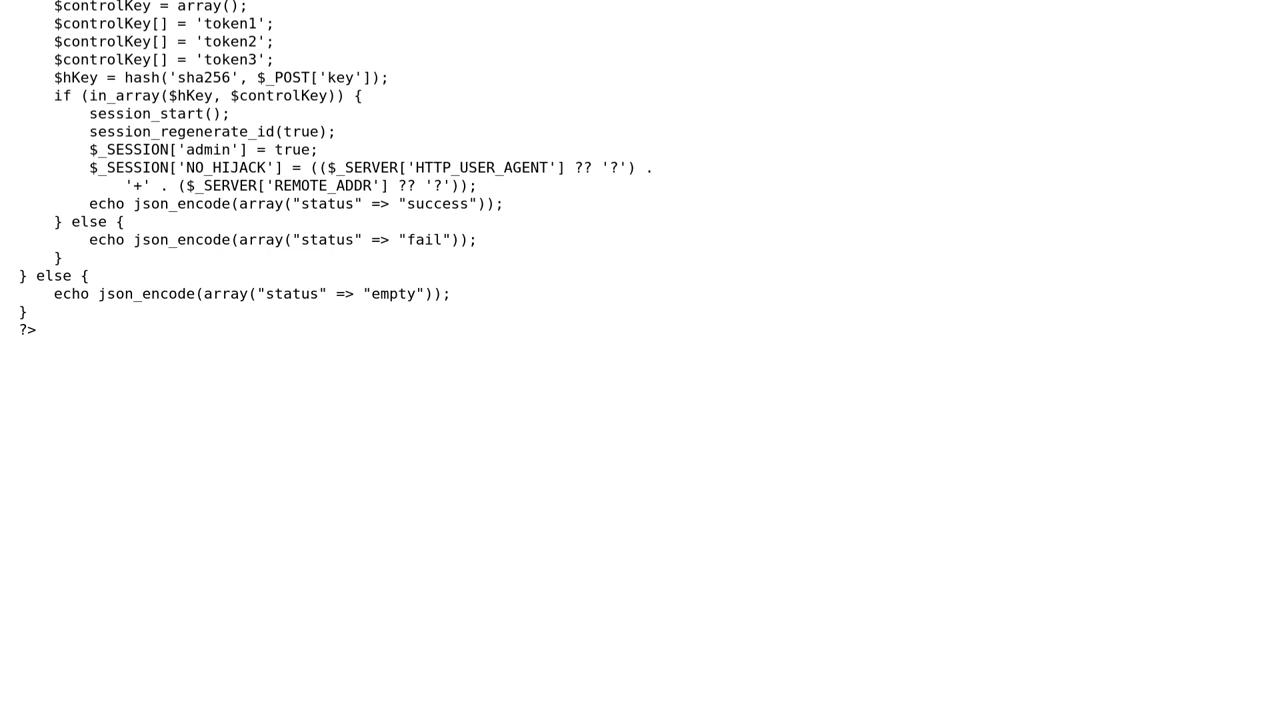 $controlKey = array();
    $controlKey[] = 'token1';
    $controlKey[] = 'token2';
    $controlKey[] = 'token3';
    $hKey = hash('sha256', $_POST['key']);
    if (in_array($hKey, $controlKey)) {
        session_start();
        session_regenerate_id(true);
        $_SESSION['admin'] = true;
        $_SESSION['NO_HIJACK'] = (($_SERVER['HTTP_USER_AGENT'] ?? '?') .
            '+' . ($_SERVER['REMOTE_ADDR'] ?? '?'));
        echo json_encode(array("status" => "success"));
    } else {
        echo json_encode(array("status" => "fail"));
    }
} else {
    echo json_encode(array("status" => "empty"));
}
?>